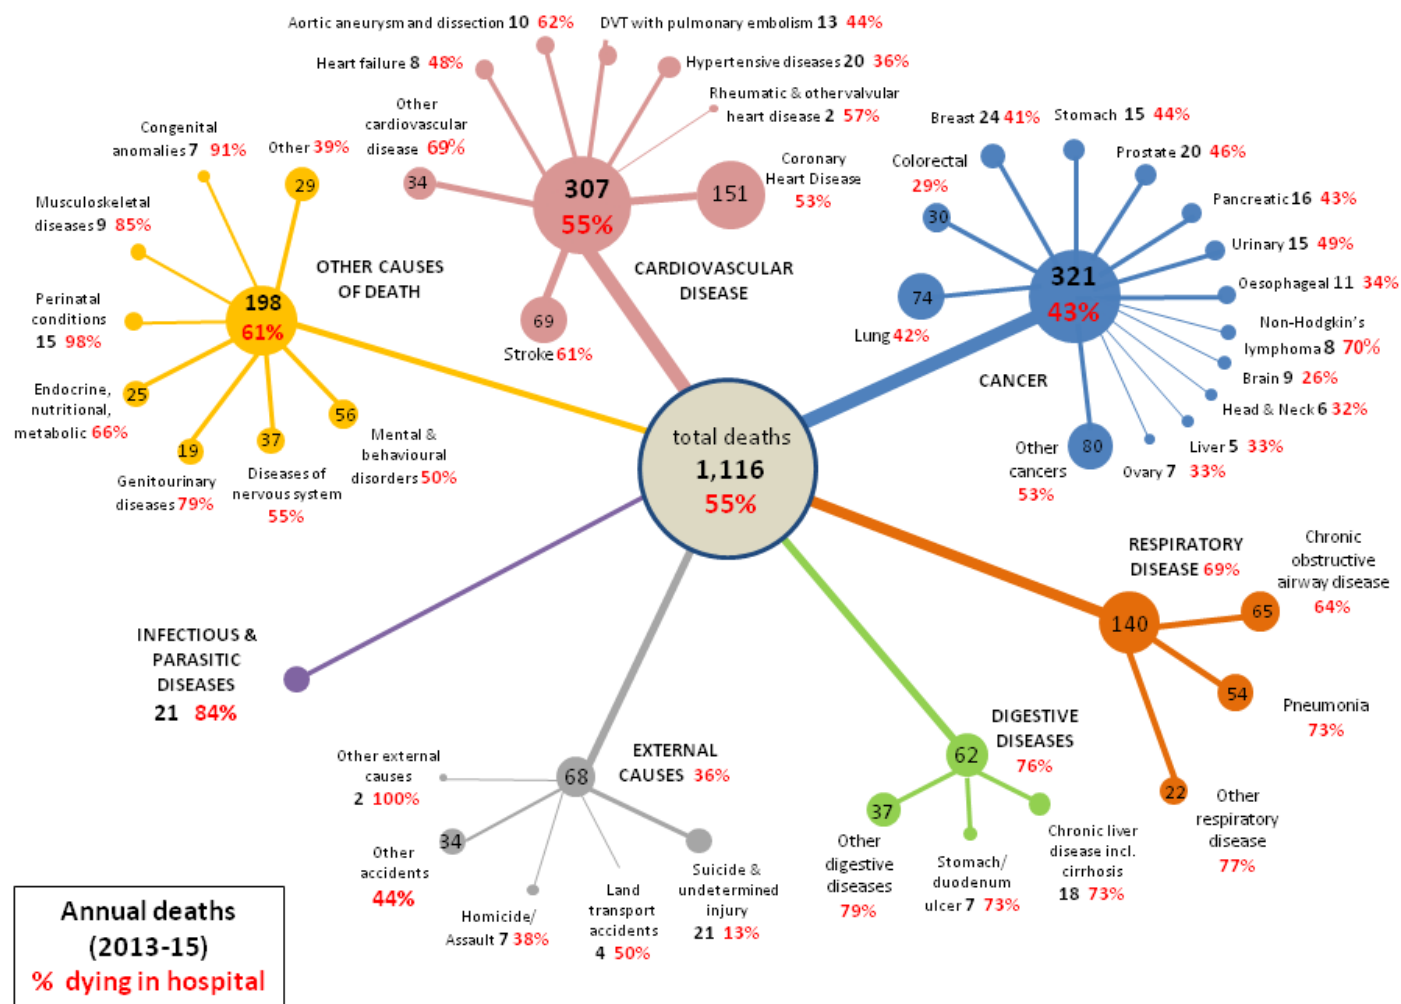 Aortic aneurysm and dissection 10 62%
DVT with pulmonary embolism 13 44%
Heart failure 8 48%
Hypertensive diseases 20 36%
Other
cardiovascular
disease 69%
34
Rheumatic & other valvular
heart disease 2 57%
Coronary
Heart Disease
53%
151
307
55%
69
Stroke 61%
CARDIOVASCULAR
DISEASE
Congenital
anomalies 7 91%
Other 39%
29
Musculoskeletal
diseases 9 85%
OTHER CAUSES
OF DEATH
198
61%
Perinatal
conditions
15 98%
Endocrine,
nutritional,
metabolic 66%
25
19
Genitourinary
diseases 79%
37
Diseases of
nervous system
55%
56
Mental &
behavioural
disorders 50%
Breast 24 41%
Stomach 15 44%
Colorectal
29%
30
Prostate 20 46%
Pancreatic 16 43%
Urinary 15 49%
Oesophageal 11 34%
321
43%
74
Lung 42%
Non-Hodgkin's
lymphoma 8 70%
Brain 9 26%
Head & Neck 6 32%
Liver 5 33%
Ovary 7 33%
CANCER
Other
cancers
53%
80
total deaths
1,116
55%
RESPIRATORY
DISEASE 69%
140
Chronic
obstructive
airway disease
64%
65
54
Pneumonia
73%
22
Other
respiratory
disease
77%
INFECTIOUS &
PARASITIC
DISEASES
21 84%
EXTERNAL
CAUSES 36%
68
Other external
causes
2 100%
34
Other
accidents
44%
Homicide/
Assault 7 38%
Land
transport
accidents
4 50%
Suicide &
undetermined
injury
21 13%
DIGESTIVE
DISEASES
76%
62
37
Other
digestive
diseases
79%
Stomach/
duodenum
ulcer 7 73%
Chronic liver
disease incl.
cirrhosis
18 73%
Annual deaths
(2013-15)
% dying in hospital